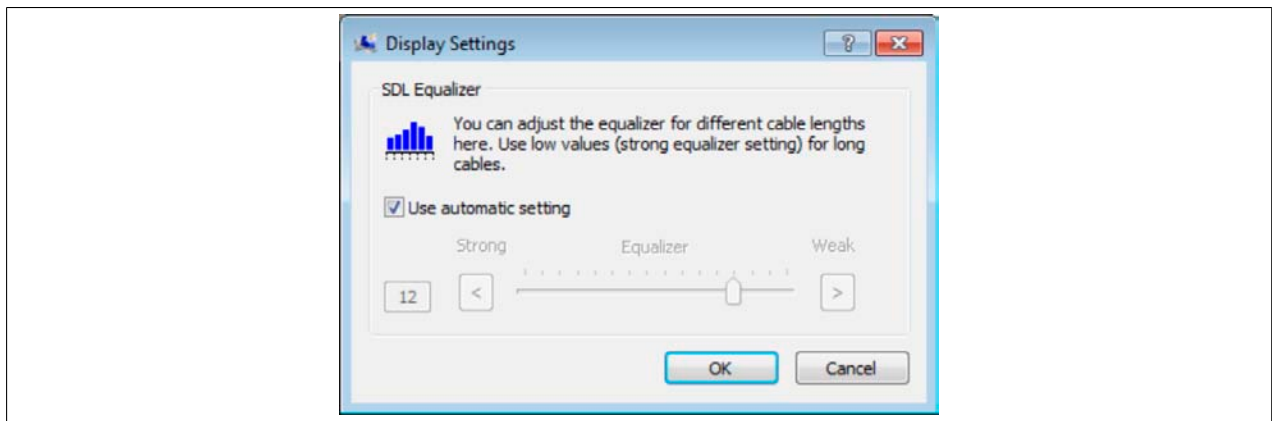 Display Settings
SDL Equalizer
You can adjust the equalizer for different cable lengths
here. Use low values (strong equalizer setting) for long
cables.
Use automatic setting
Strong Equalizer Weak
12 < >
OK Cancel